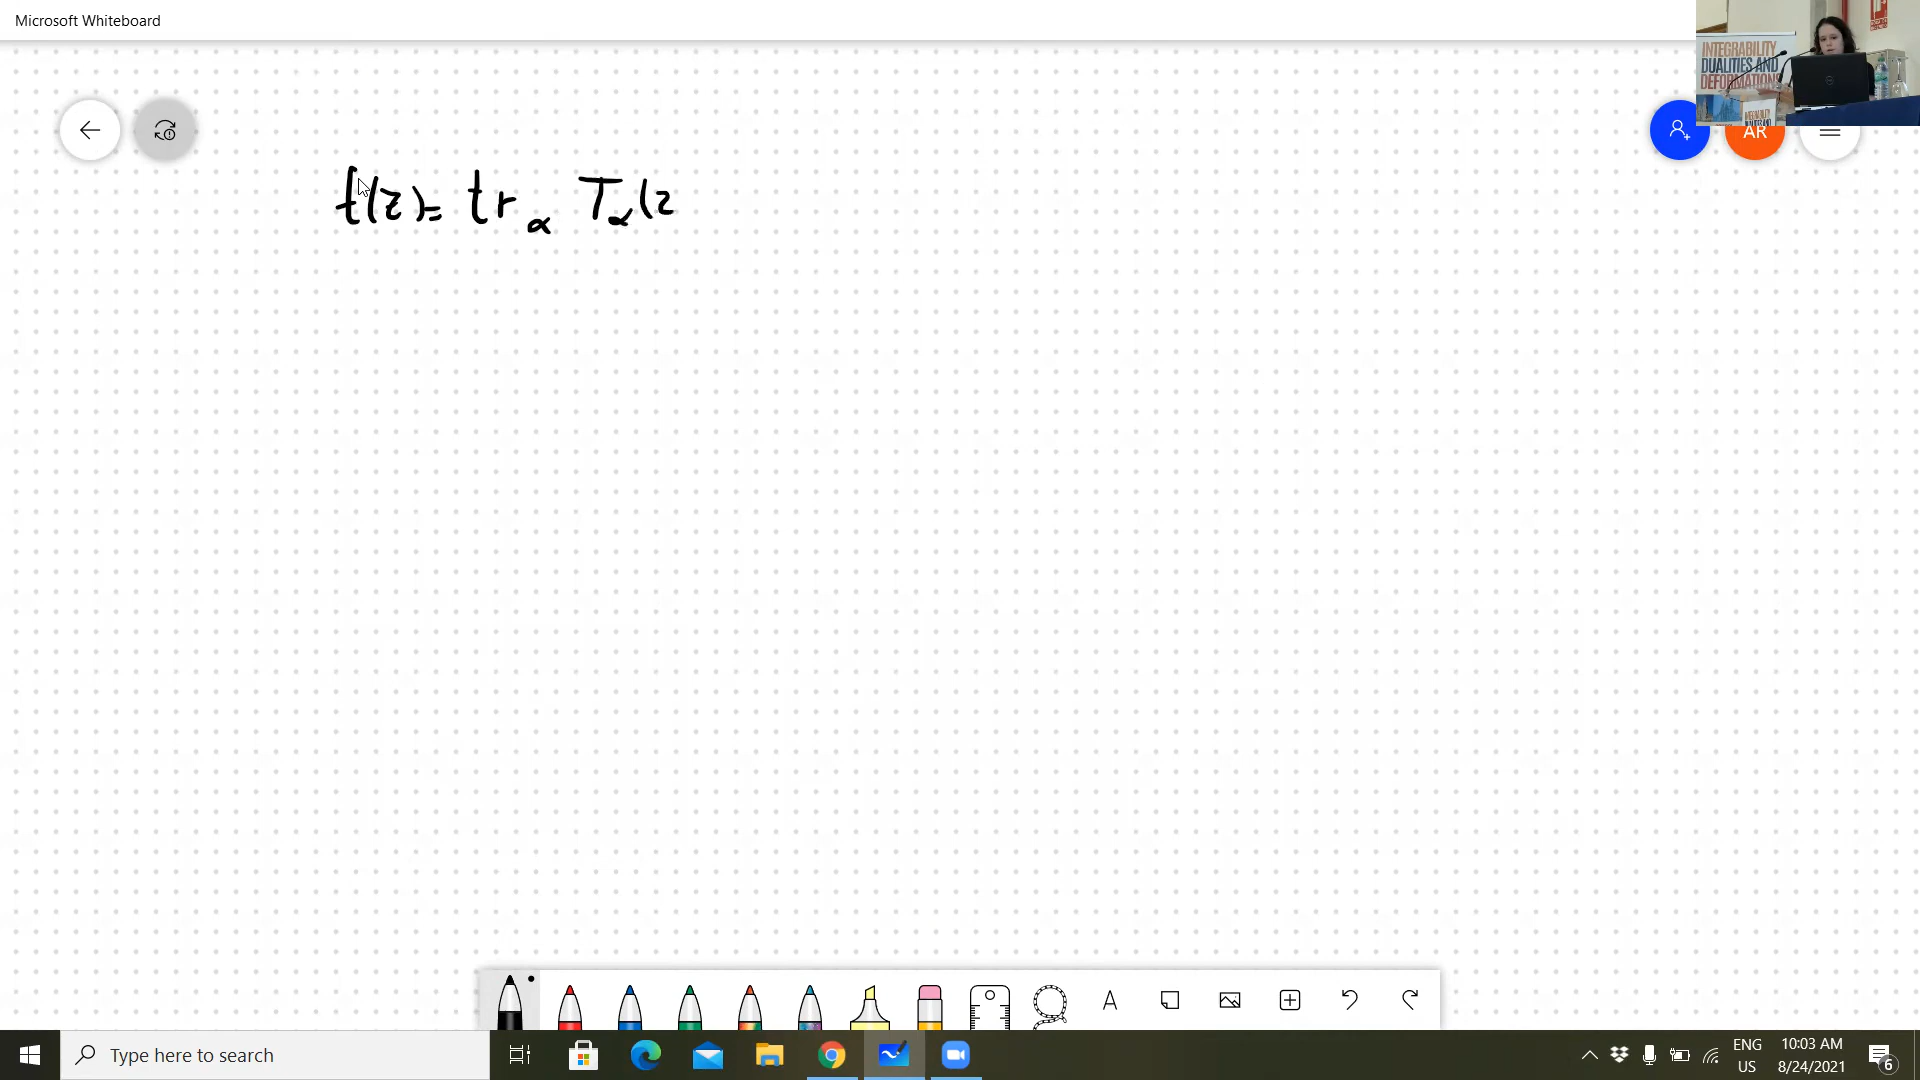 Microsoft Whiteboard
INTEGRABILITY
DUALITIES AND
DEFORMATIONS
AR
t(z)= tr_α T_α(z
Type here to search
ENG
US
10:03 AM
8/24/2021
6